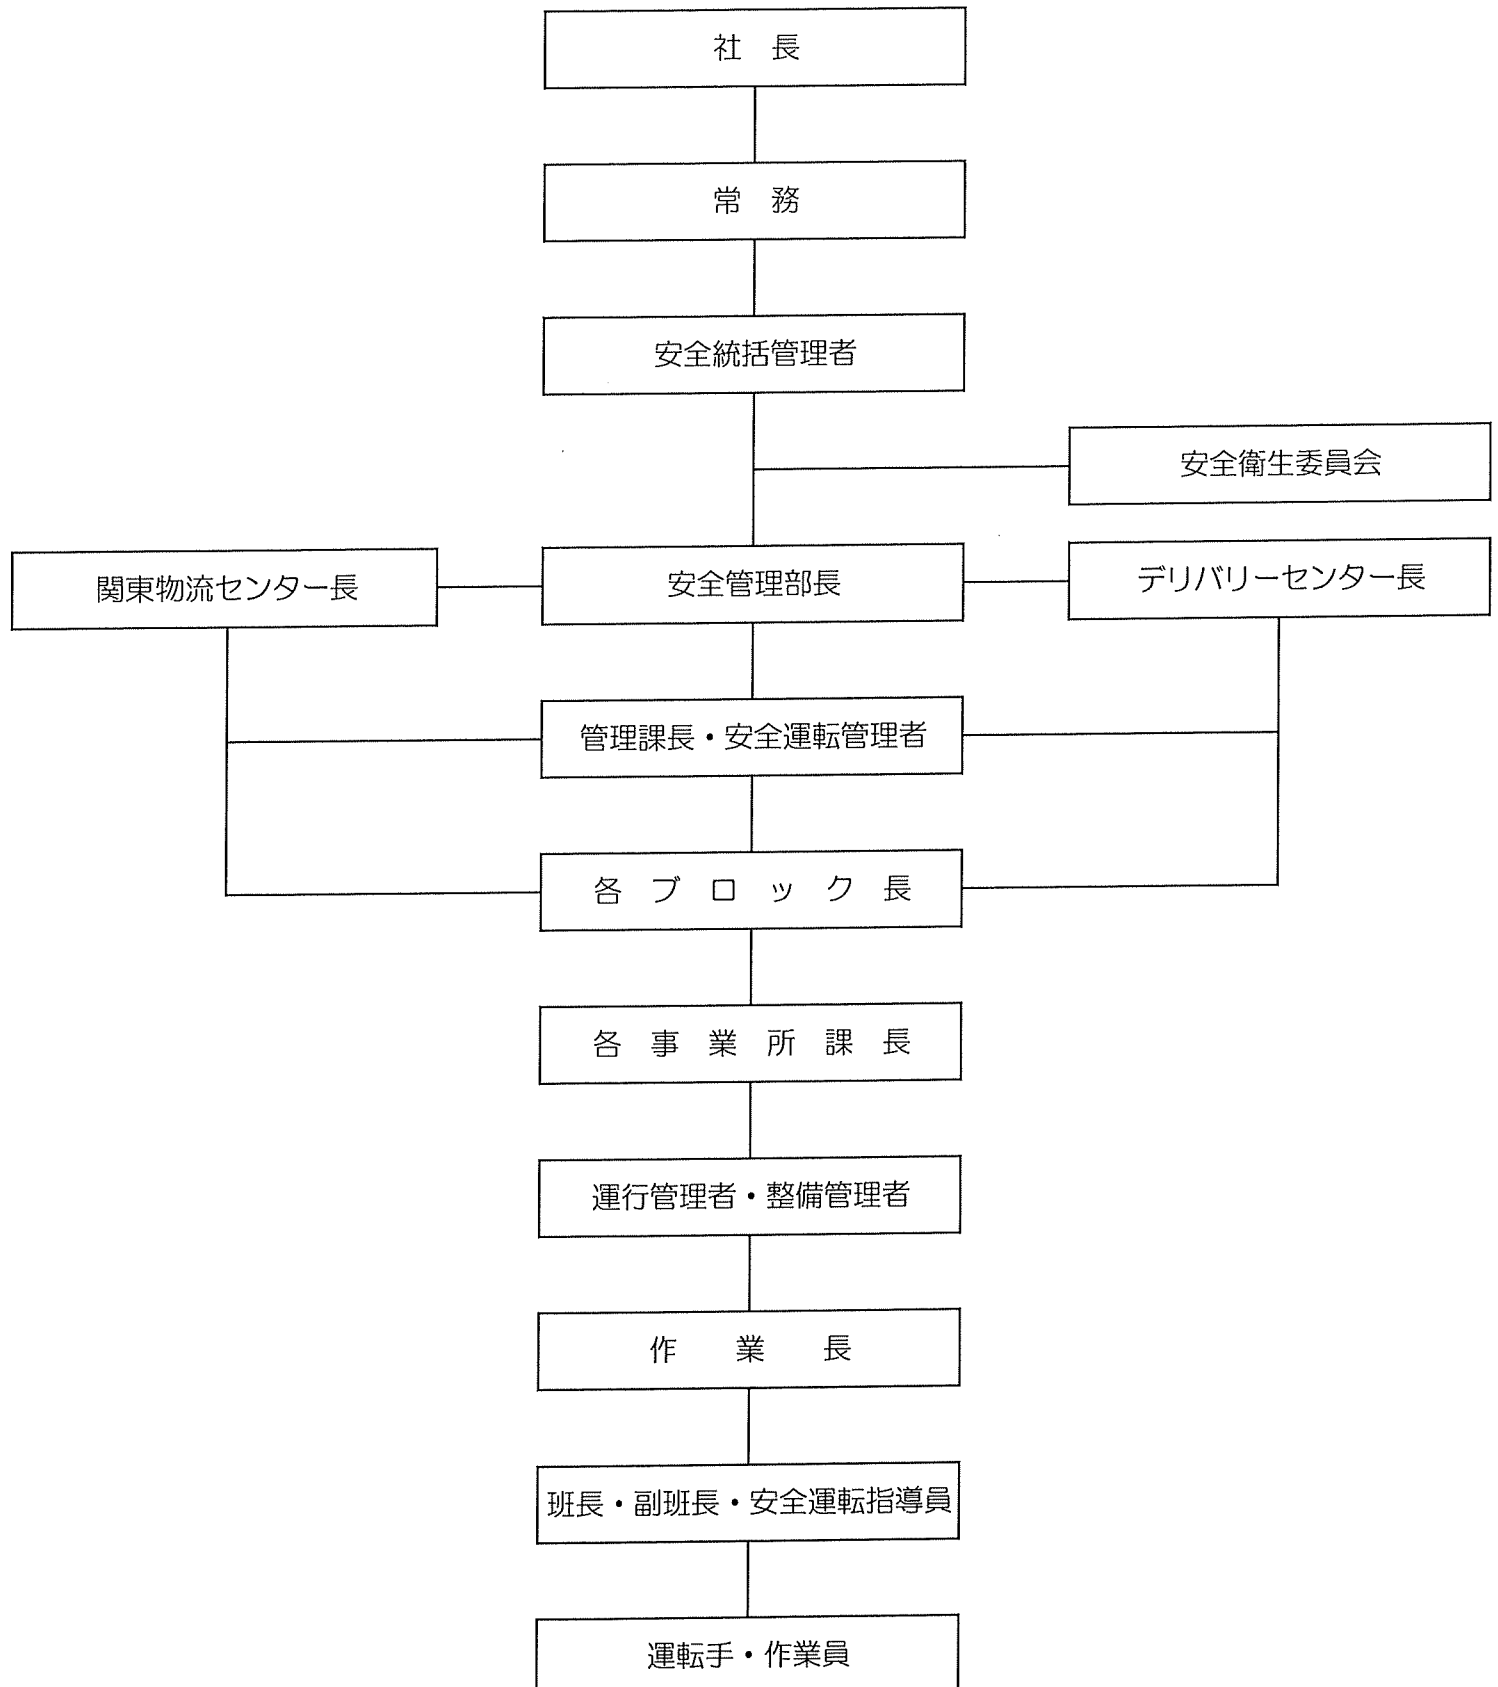 社　長
常　務
安全統括管理者
安全衛生委員会
関東物流センター長
安全管理部長
デリバリーセンター長
管理課長・安全運転管理者
各　ブ　ロ　ッ　ク　長
各　事　業　所　課　長
運行管理者・整備管理者
作　　業　　長
班長・副班長・安全運転指導員
運転手・作業員